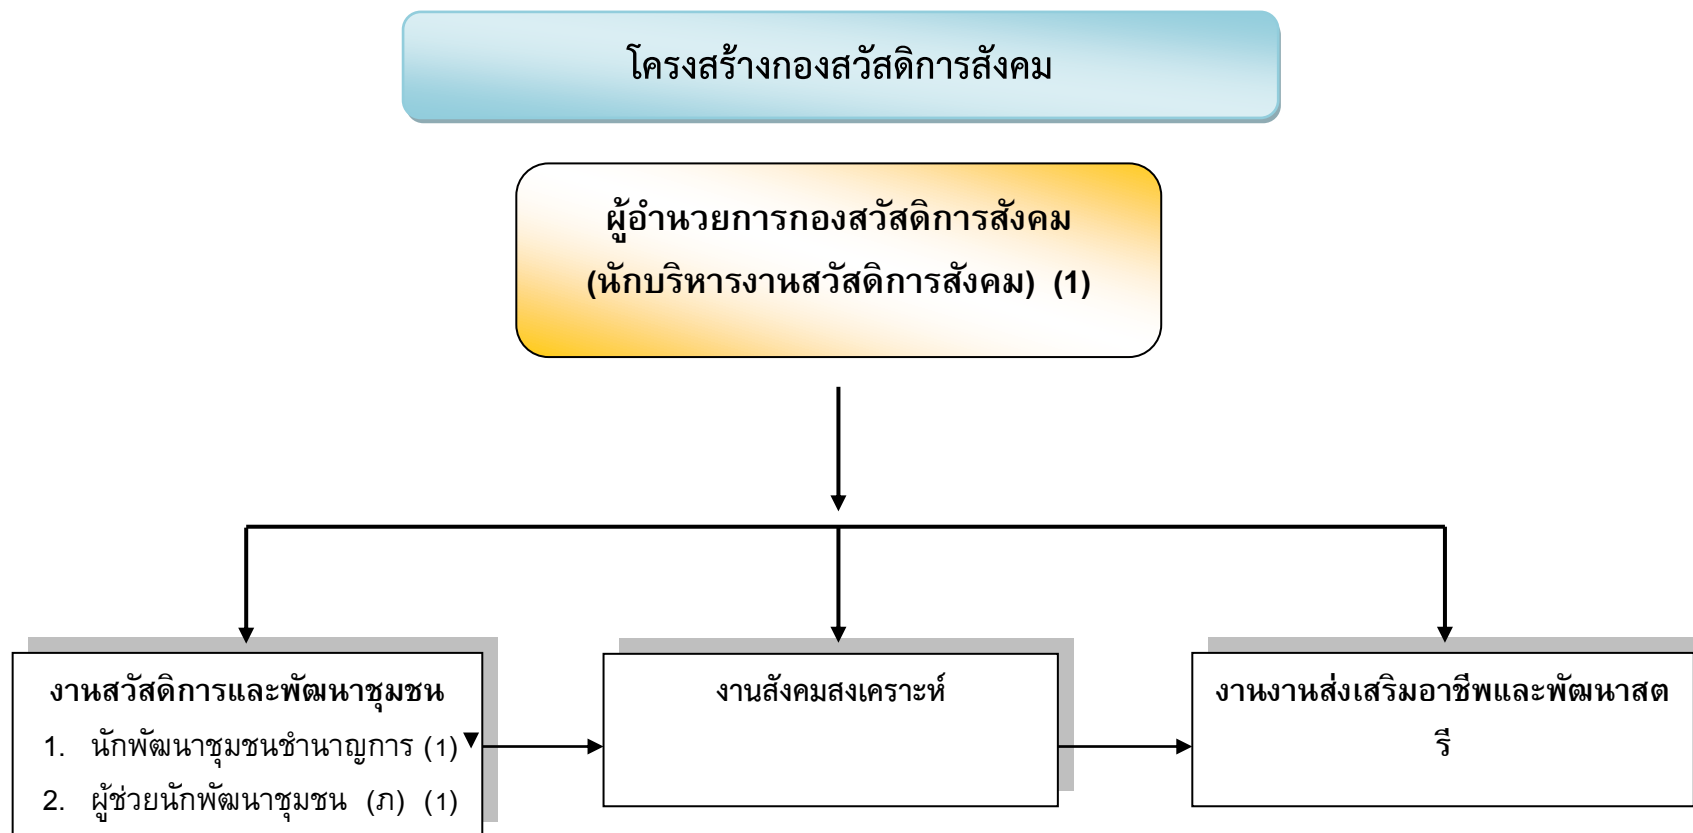 โครงสร้างกองสวัสดิการสังคม
ผู้อำนวยการกองสวัสดิการสังคม
(นักบริหารงานสวัสดิการสังคม) (1)
งานสวัสดิการและพัฒนาชุมชน
1. นักพัฒนาชุมชนชำนาญการ (1)
2. ผู้ช่วยนักพัฒนาชุมชน (ภ) (1)
งานสังคมสงเคราะห์
งานงานส่งเสริมอาชีพและพัฒนาสต
รี